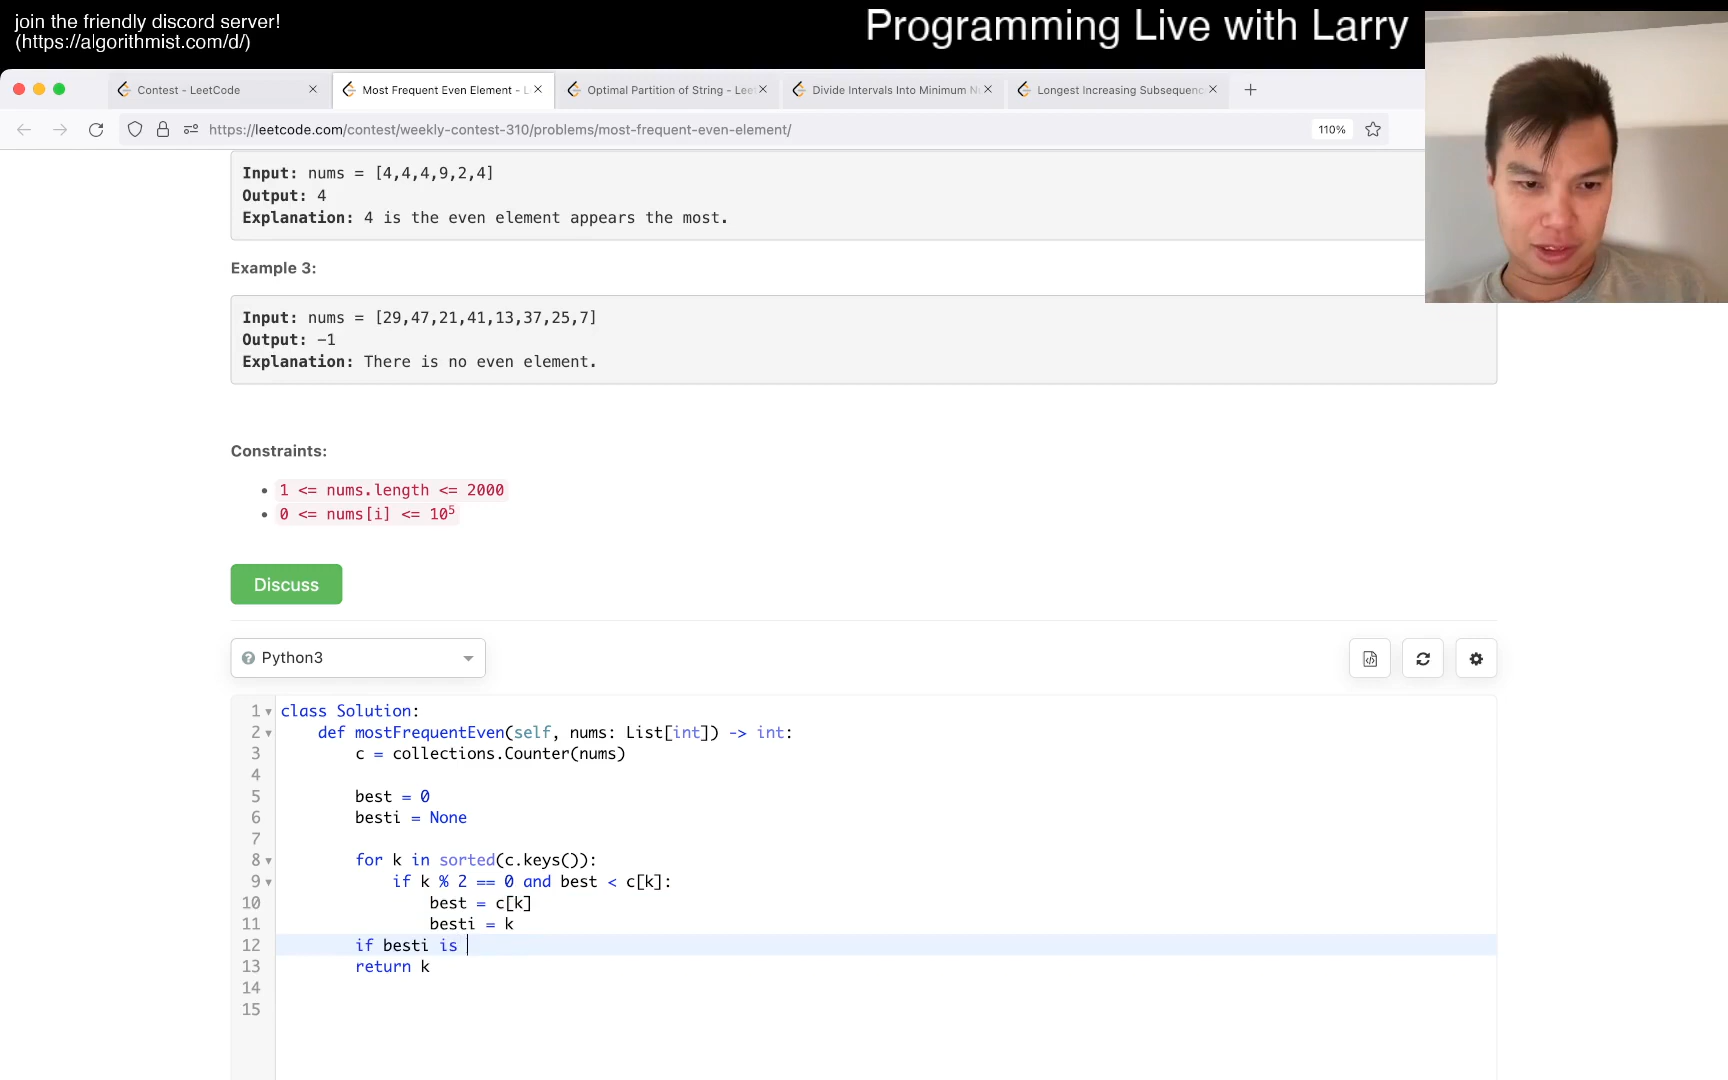 join the friendly discord server!
(https://algorithmist.com/d/)
Programming Live with Larry
Contest - LeetCode
Most Frequent Even Element - L
Optimal Partition of String - Lee
Divide Intervals Into Minimum N
Longest Increasing Subsequenc
https://leetcode.com/contest/weekly-contest-310/problems/most-frequent-even-element/
110%
Input: nums = [4,4,4,9,2,4]
Output: 4
Explanation: 4 is the even element appears the most.
Example 3:
Input: nums = [29,47,21,41,13,37,25,7]
Output: -1
Explanation: There is no even element.
Constraints:
1 <= nums.length <= 2000
0 <= nums[i] <= 10⁵
Discuss
Python3
1 class Solution:
2 def mostFrequentEven(self, nums: List[int]) -> int:
3 c = collections.Counter(nums)
4
5 best = 0
6 besti = None
7
8 for k in sorted(c.keys()):
9 if k % 2 == 0 and best < c[k]:
10 best = c[k]
11 besti = k
12 if besti is
13 return k
14
15